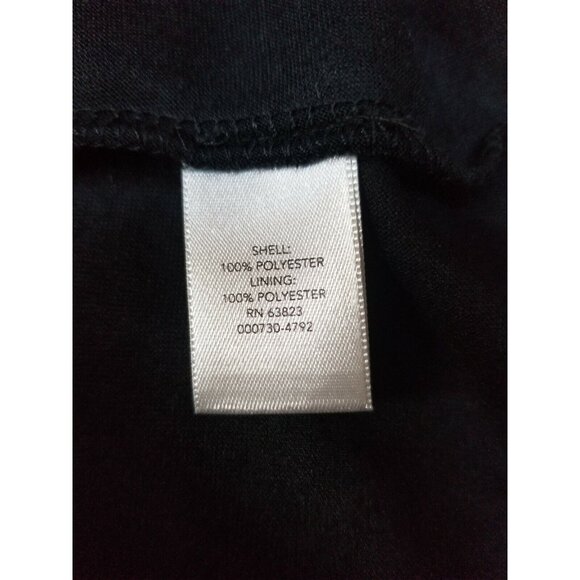 SHELL:
100% POLYESTER
LINING:
100% POLYESTER
RN 63823
000730-4792